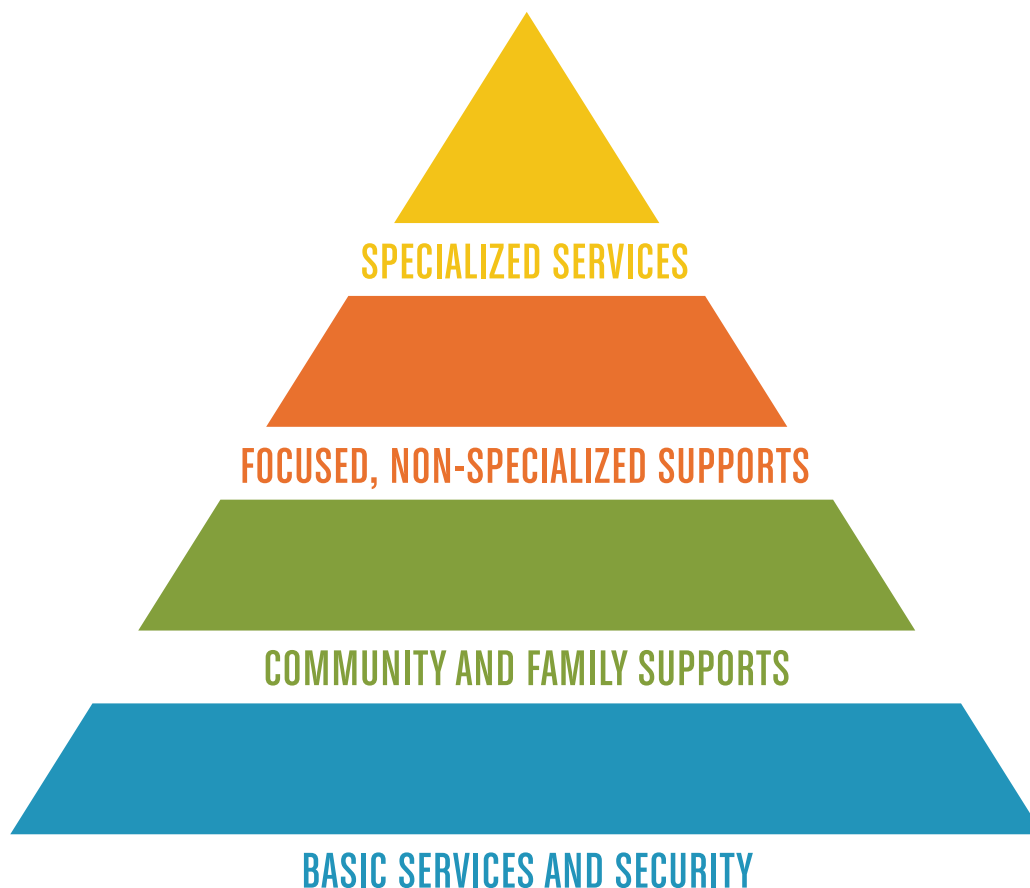 SPECIALIZED SERVICES
FOCUSED, NON-SPECIALIZED SUPPORTS
COMMUNITY AND FAMILY SUPPORTS
BASIC SERVICES AND SECURITY